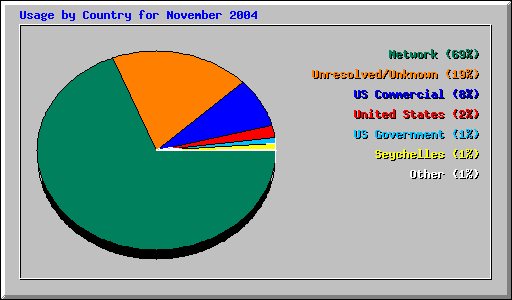 Usage by Country for November 2004
Network (69%)
Unresolved/Unknown (19%)
US Commercial (8%)
United States (2%)
US Government (1%)
Seychelles (1%)
Other (1%)